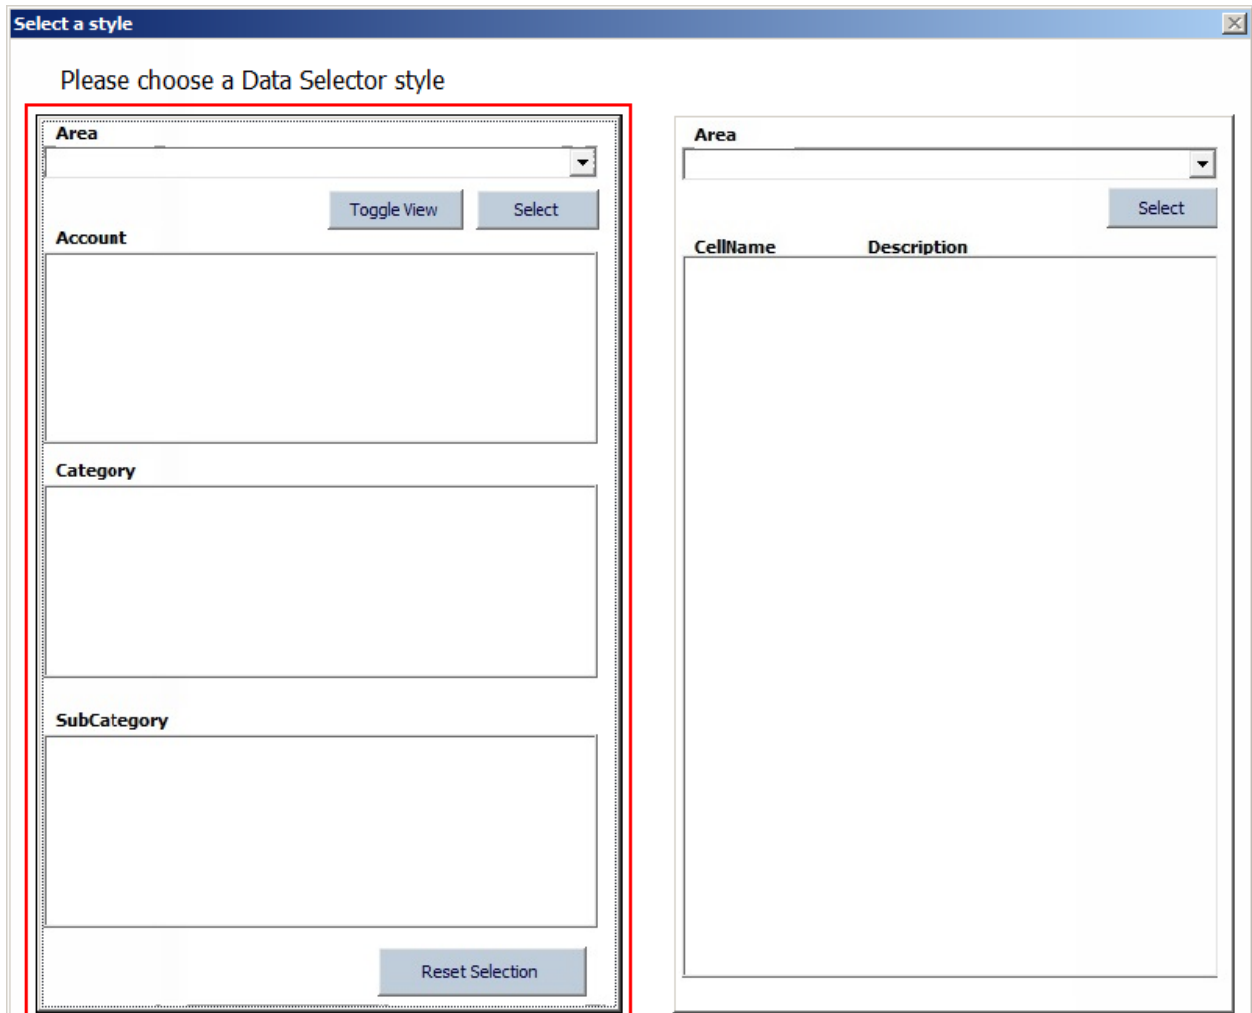 Select a style
Please choose a Data Selector style
Area
Toggle View
Select
Account
Category
SubCategory
Reset Selection
Area
Select
CellName Description